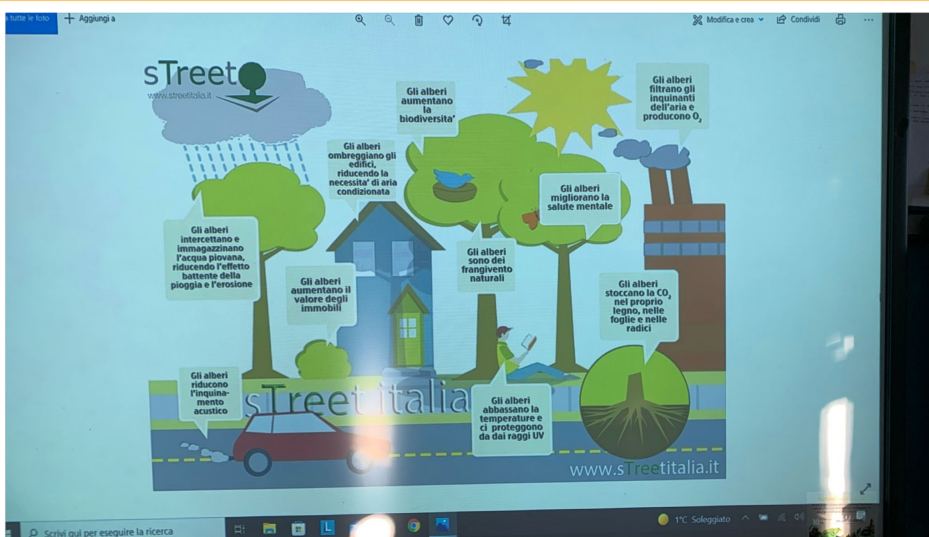 a tutte le foto
Aggiungi a
Modifica e crea
Condividi
sTreet
www.streetitalia.it
Gli alberi
aumentano
la
biodiversita'
Gli alberi
filtrano gli
inquinanti
dell'aria e
producono O₂
Gli alberi
ombreggiano gli
edifici,
riducendo la
necessita' di aria
condizionata
Gli alberi
migliorano la
salute mentale
Gli alberi
intercettano e
immagazzinano
l'acqua piovana,
riducendo l'effetto
battente della
pioggia e l'erosione
Gli alberi
sono dei
frangivento
naturali
Gli alberi
aumentano il
valore degli
immobili
Gli alberi
stoccano la CO₂
nel proprio
legno, nelle
foglie e nelle
radici
Gli alberi
riducono
l'inquina-
mento
acustico
sTreetitalia
Gli alberi
abbassano la
temperature e
ci proteggono
da dai raggi UV
www.sTreetitalia.it
Scrivi qui per eseguire la ricerca
L
1°C Soleggiato